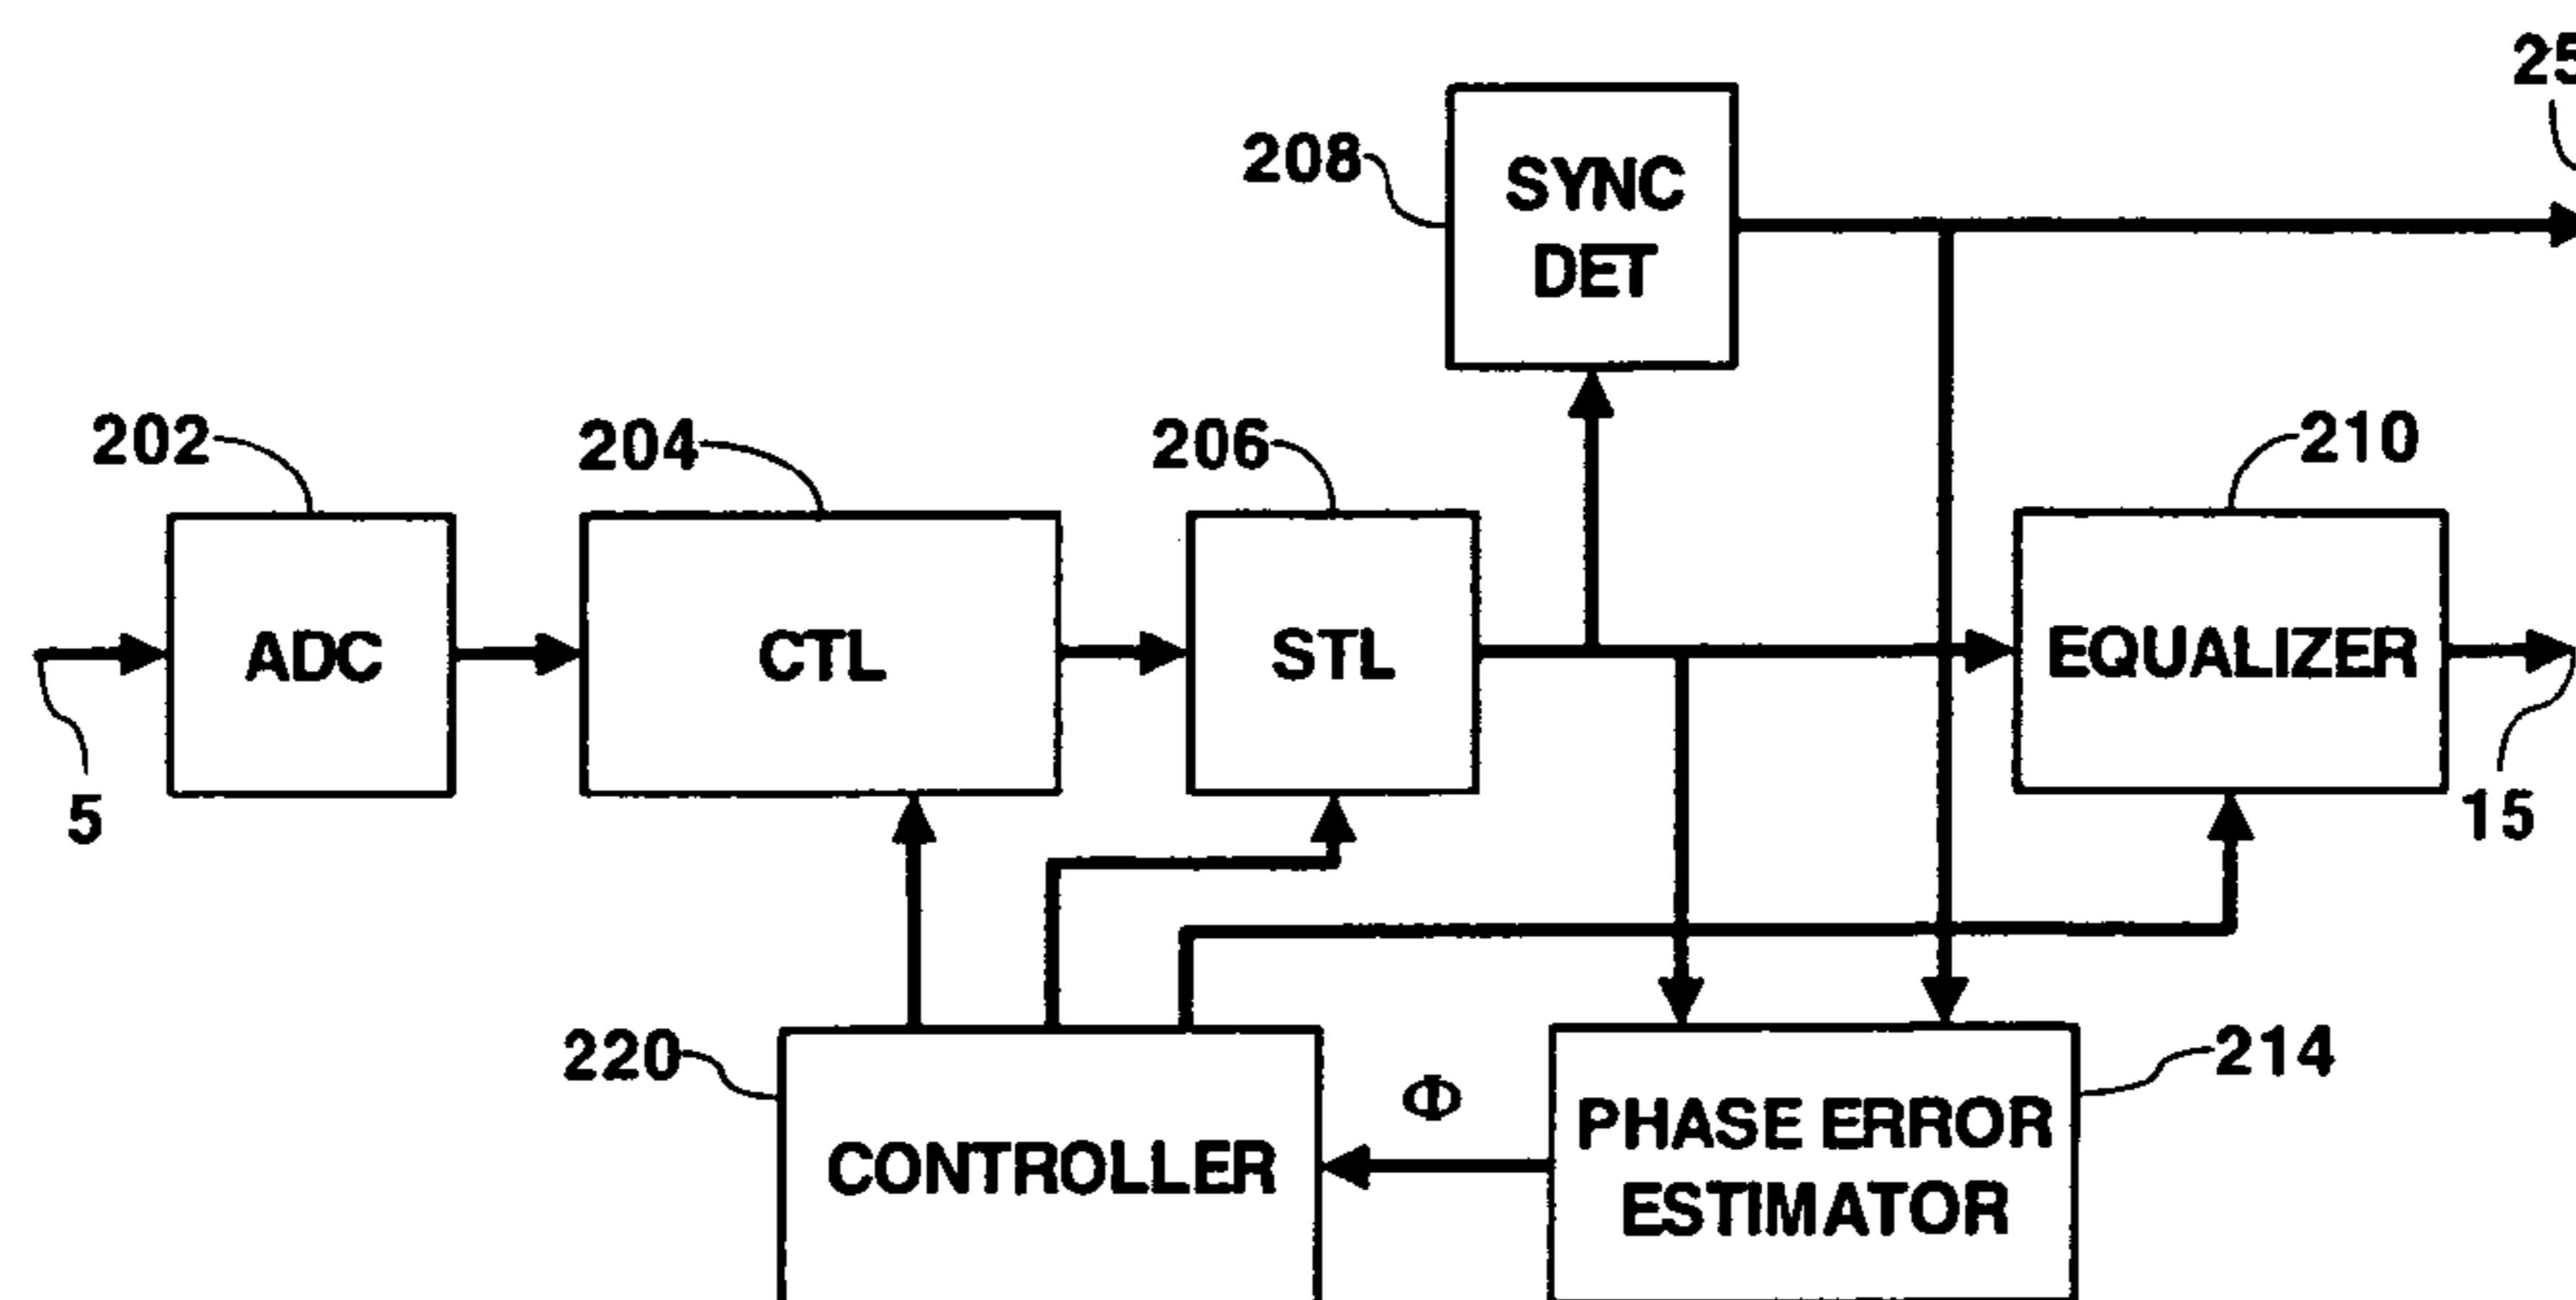 25
208
SYNC
DET
202
204
206
210
ADC
CTL
STL
EQUALIZER
5
15
220
Φ
214
CONTROLLER
PHASE ERROR
ESTIMATOR